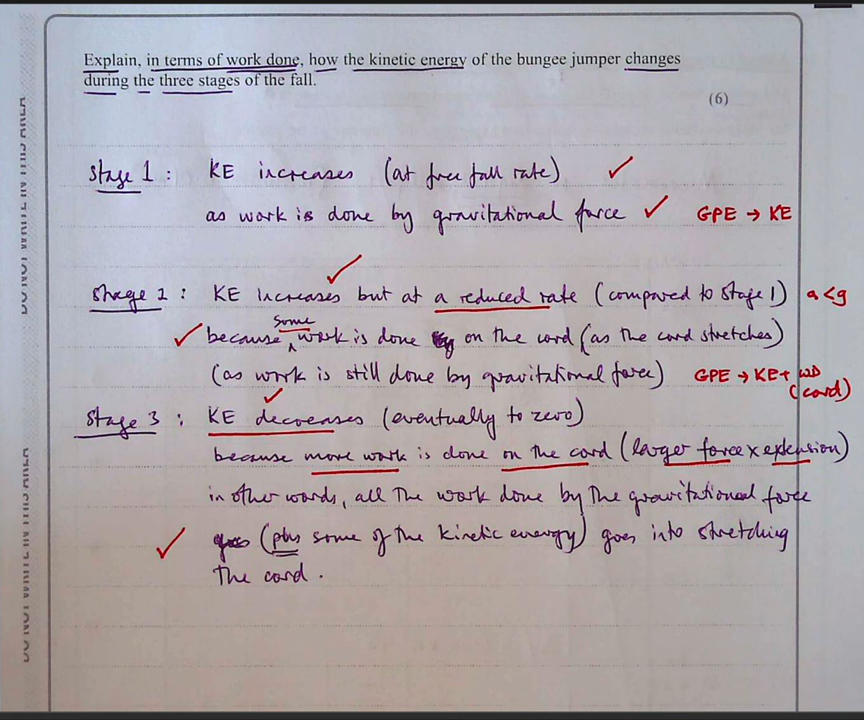 Explain, in terms of work done, how the kinetic energy of the bungee jumper changes
during the three stages of the fall.
(6)
Stage 1 : KE increases (at free fall rate)
as work is done by gravitational force GPE → KE
Stage 2 : KE increases but at a reduced rate (compared to Stage 1) a < g
because some work is done on the cord (as the cord stretches)
(as work is still done by gravitational force) GPE → KE + WD
(cord)
Stage 3 : KE decreases (eventually to zero)
because more work is done on the cord (larger force × extension)
in other words, all the work done by the gravitational force
(plus some of the kinetic energy) goes into stretching
the cord.
DO NOT WRITE IN THIS AREA